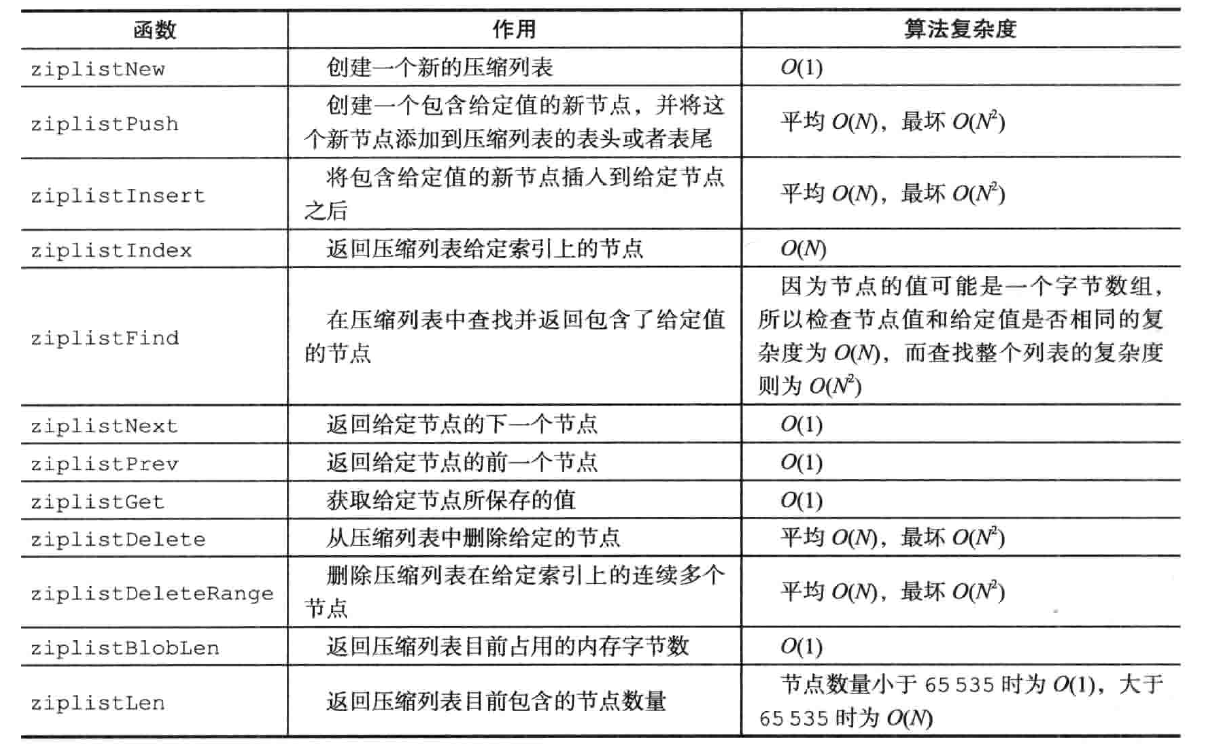 函数 作用 算法复杂度
ziplistNew 创建一个新的压缩列表 O(1)
ziplistPush 创建一个包含给定值的新节点，并将这
个新节点添加到压缩列表的表头或者表尾 平均 O(N)，最坏 O(N²)
ziplistInsert 将包含给定值的新节点插入到给定节点
之后 平均 O(N)，最坏 O(N²)
ziplistIndex 返回压缩列表给定索引上的节点 O(N)
ziplistFind 在压缩列表中查找并返回包含了给定值
的节点
因为节点的值可能是一个字节数组，
所以检查节点值和给定值是否相同的复
杂度为 O(N)，而查找整个列表的复杂度
则为 O(N²)
ziplistNext 返回给定节点的下一个节点 O(1)
ziplistPrev 返回给定节点的前一个节点 O(1)
ziplistGet 获取给定节点所保存的值 O(1)
ziplistDelete 从压缩列表中删除给定的节点 平均 O(N)，最坏 O(N²)
ziplistDeleteRange 删除压缩列表在给定索引上的连续多个
节点 平均 O(N)，最坏 O(N²)
ziplistBlobLen 返回压缩列表目前占用的内存字节数 O(1)
ziplistLen 返回压缩列表目前包含的节点数量
节点数量小于 65 535 时为 O(1)，大于
65 535 时为 O(N)